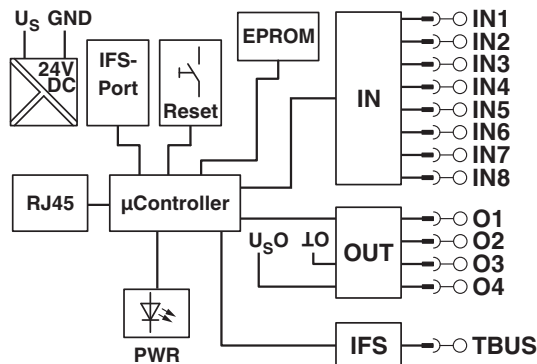 US GND
24V
DC
IFS-
Port
Reset
EPROM
IN
IN1
IN2
IN3
IN4
IN5
IN6
IN7
IN8
RJ45
µController
USO
OT
OUT
O1
O2
O3
O4
PWR
IFS
TBUS